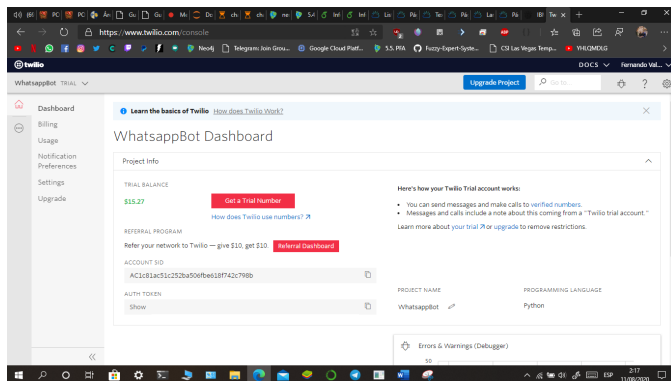 https://www.twilio.com/console
Neo4j
Telegram: Join Grou...
Google Cloud Platf...
5.5. PFA
Fuzzy-Expert-Syste...
CSI Las Vegas Temp...
YHLQMDLG
twilio
DOCS
Fernando Val...
WhatsappBot TRIAL
Upgrade Project
Go to...
Dashboard
Billing
Usage
Notification
Preferences
Settings
Upgrade
Learn the basics of Twilio How does Twilio Work?
WhatsappBot Dashboard
Project Info
TRIAL BALANCE
$15.27
Get a Trial Number
How does Twilio use numbers?
REFERRAL PROGRAM
Refer your network to Twilio — give $10, get $10. Referral Dashboard
ACCOUNT SID
AC1c81ac51c252ba506fbe618f742c798b
AUTH TOKEN
Show
Here's how your Twilio Trial account works:
You can send messages and make calls to verified numbers.
Messages and calls include a note about this coming from a "Twilio trial account."
Learn more about your trial or upgrade to remove restrictions.
PROJECT NAME
WhatsappBot
PROGRAMMING LANGUAGE
Python
Errors & Warnings (Debugger)
50
ESP
2:17
11/08/2020